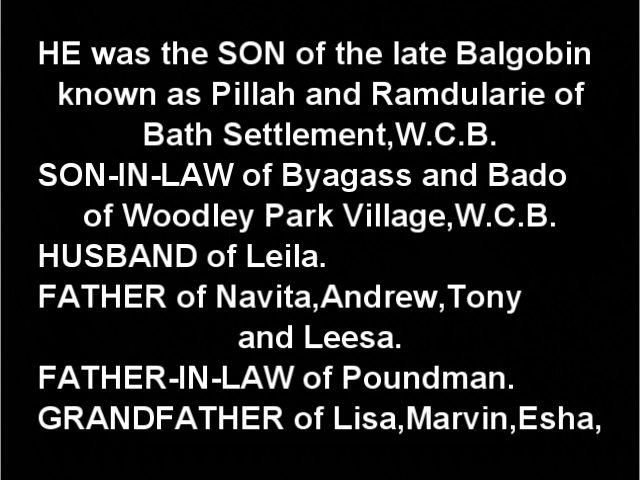 HE was the SON of the late Balgobin
known as Pillah and Ramdularie of
Bath Settlement,W.C.B.
SON-IN-LAW of Byagass and Bado
of Woodley Park Village,W.C.B.
HUSBAND of Leila.
FATHER of Navita,Andrew,Tony
and Leesa.
FATHER-IN-LAW of Poundman.
GRANDFATHER of Lisa,Marvin,Esha,